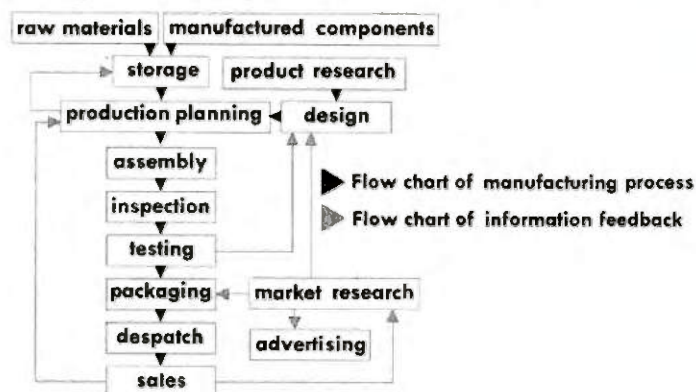 raw materials
manufactured components
storage
product research
production planning
design
assembly
Flow chart of manufacturing process
inspection
Flow chart of information feedback
testing
packaging
market research
despatch
advertising
sales